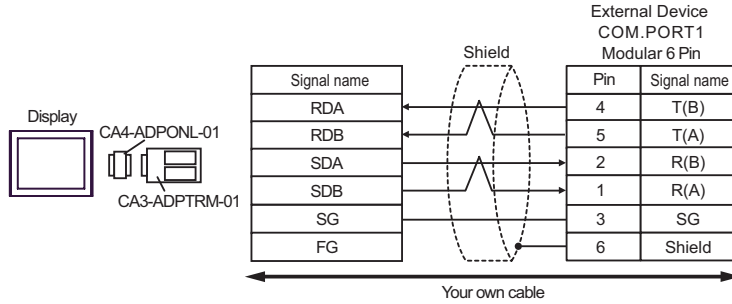 External Device
COM.PORT1
Modular 6 Pin
Shield
Signal name
Pin Signal name
RDA 4 T(B)
RDB 5 T(A)
SDA 2 R(B)
SDB 1 R(A)
SG 3 SG
FG 6 Shield
Display
CA4-ADPONL-01
CA3-ADPTRM-01
Your own cable